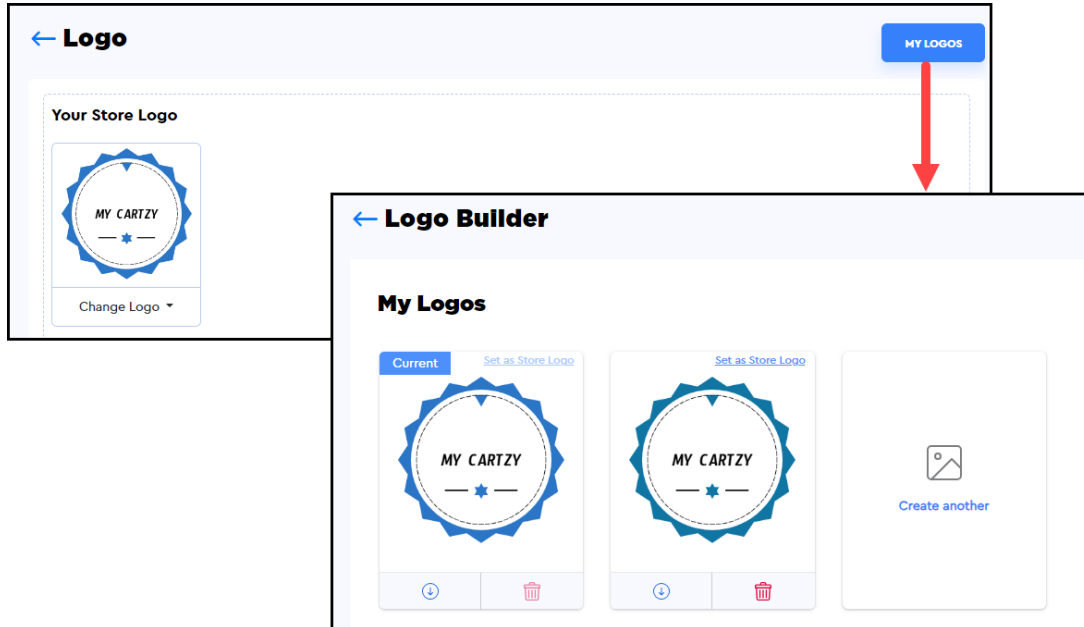 Logo
MY LOGOS
Your Store Logo
MY CARTZY
Change Logo
Logo Builder
My Logos
Current
Set as Store Logo
MY CARTZY
Set as Store Logo
MY CARTZY
Create another